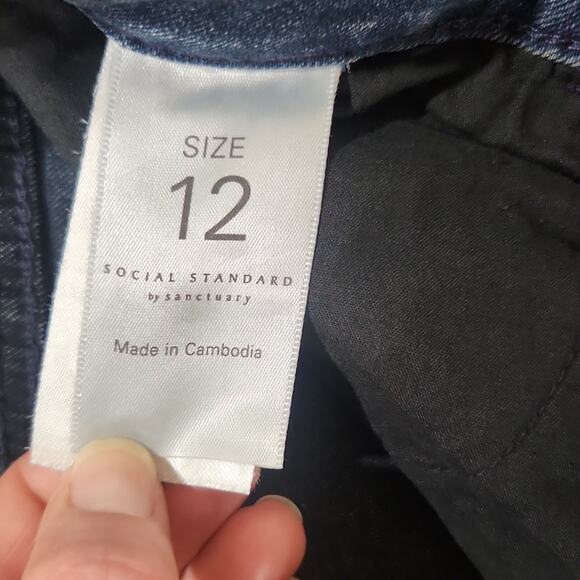 SIZE
12
SOCIAL STANDARD
by sanctuary
Made in Cambodia